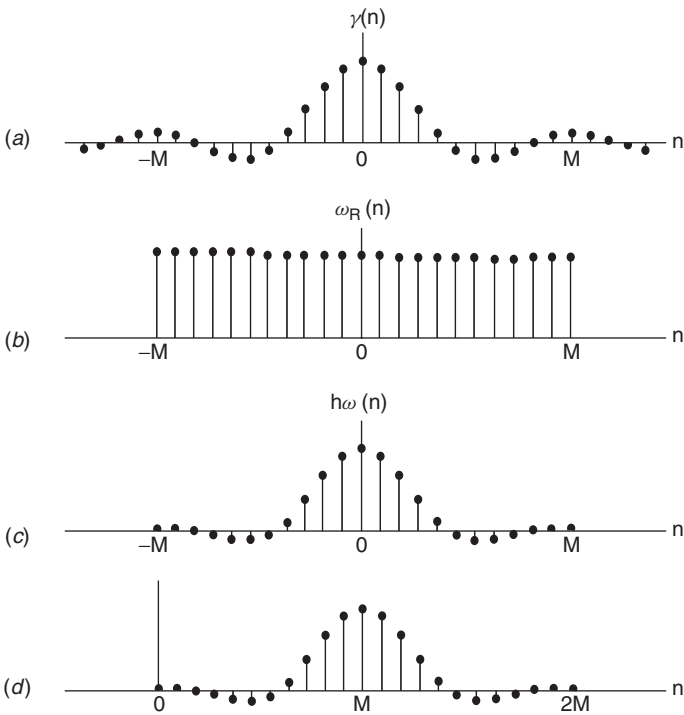 γ(n)
(a)
n
–M 0 M
ω_R (n)
(b)
n
–M 0 M
hω (n)
(c)
n
–M 0 M
(d)
n
0 M 2M